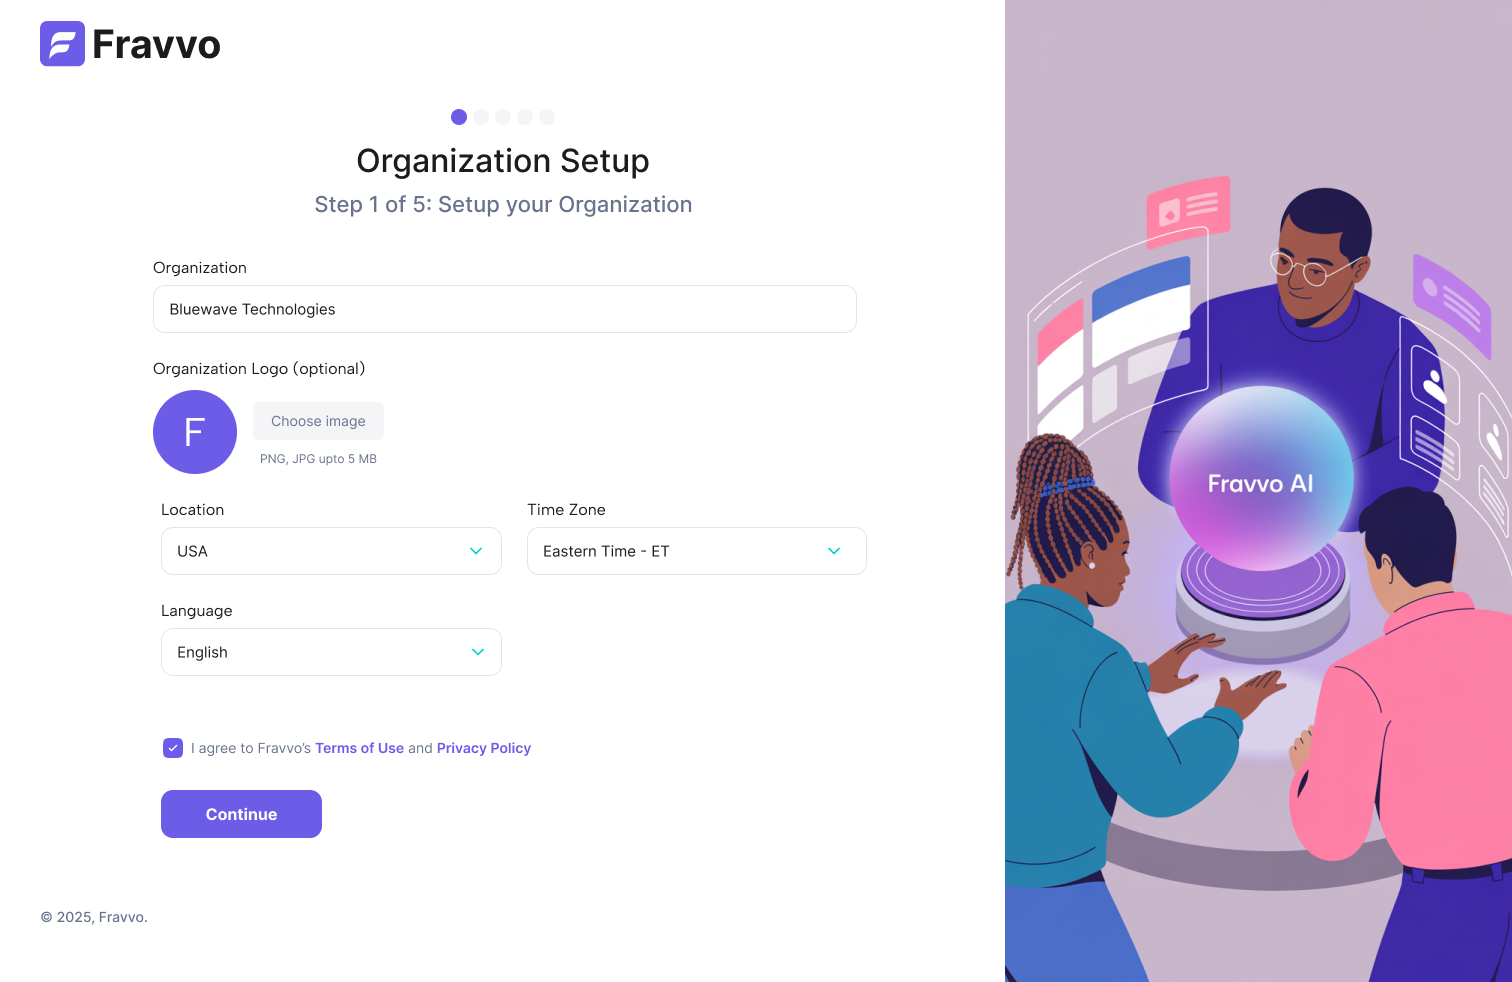 Fravvo
Organization Setup
Step 1 of 5: Setup your Organization
Organization
Bluewave Technologies
Organization Logo (optional)
F
Choose image
PNG, JPG upto 5 MB
Location
Time Zone
USA
Eastern Time - ET
Language
English
I agree to Fravvo’s Terms of Use and Privacy Policy
Continue
© 2025, Fravvo.
Fravvo AI